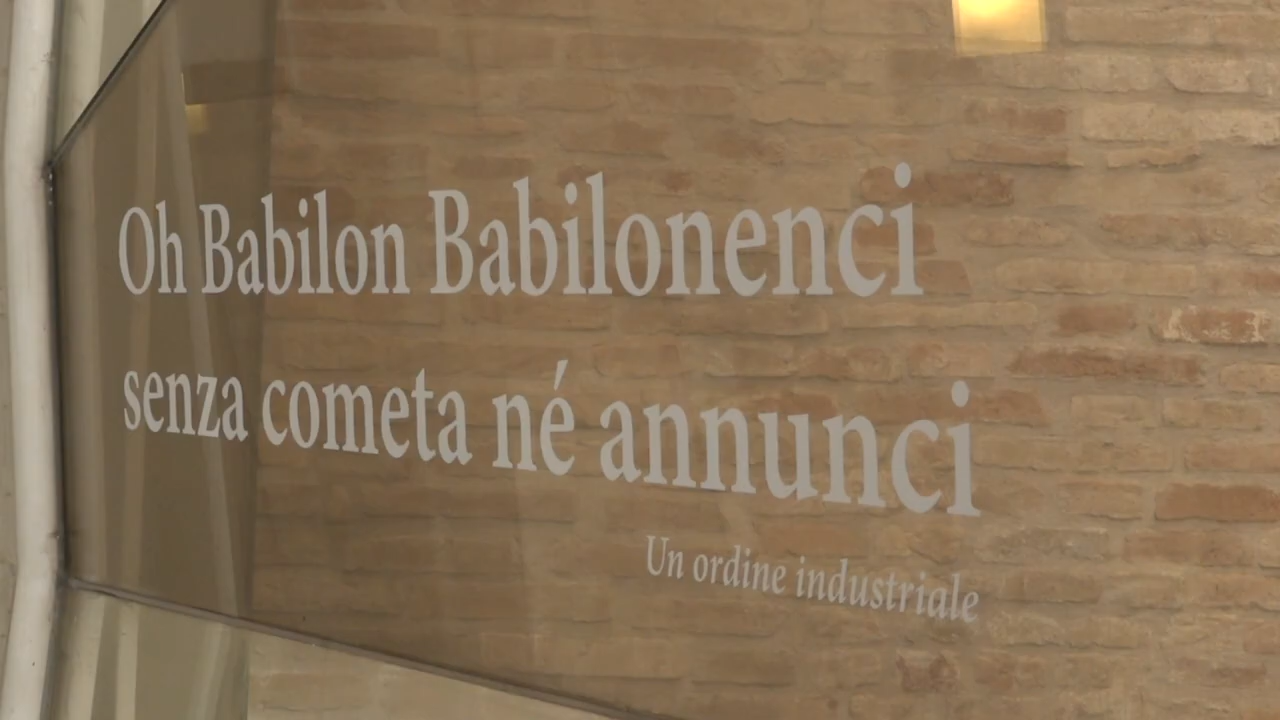 Oh Babilon Babilonenci
senza cometa né annunci
Un ordine industriale